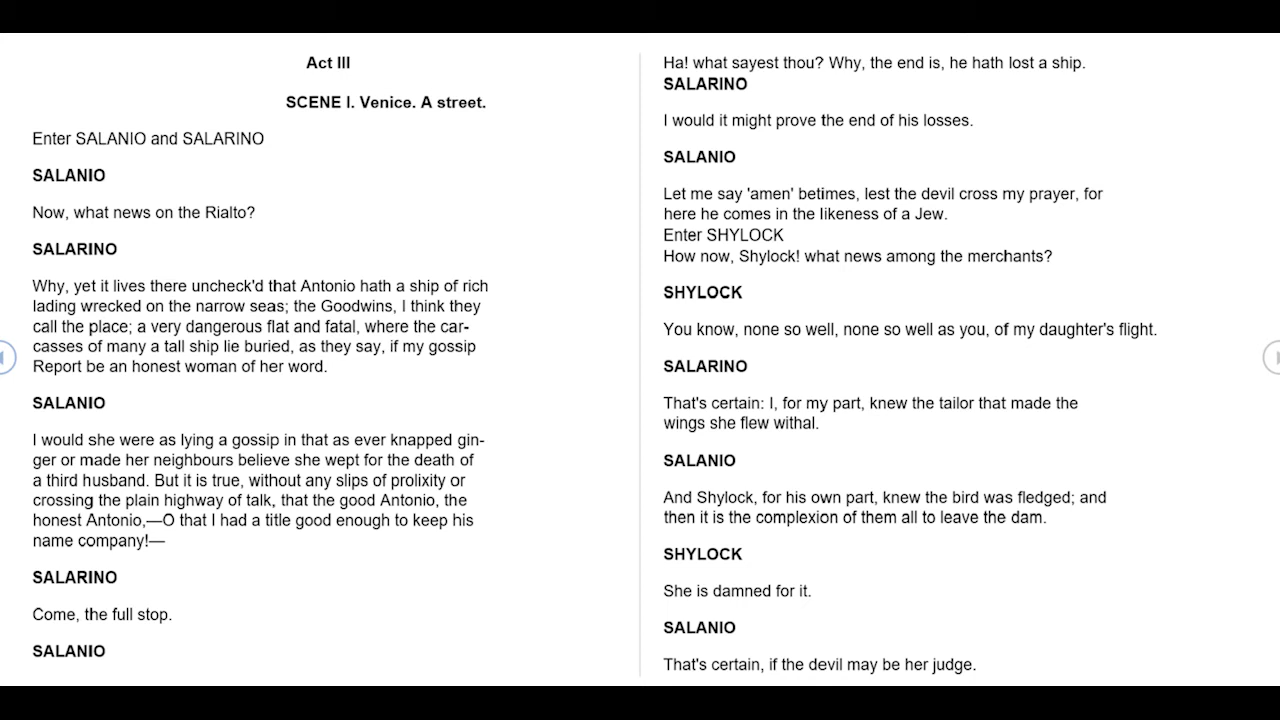 Act III
SCENE I. Venice. A street.
Enter SALANIO and SALARINO
SALANIO
Now, what news on the Rialto?
SALARINO
Why, yet it lives there uncheck'd that Antonio hath a ship of rich
lading wrecked on the narrow seas; the Goodwins, I think they
call the place; a very dangerous flat and fatal, where the car-
casses of many a tall ship lie buried, as they say, if my gossip
Report be an honest woman of her word.
SALANIO
I would she were as lying a gossip in that as ever knapped gin-
ger or made her neighbours believe she wept for the death of
a third husband. But it is true, without any slips of prolixity or
crossing the plain highway of talk, that the good Antonio, the
honest Antonio,—O that I had a title good enough to keep his
name company!—
SALARINO
Come, the full stop.
SALANIO
Ha! what sayest thou? Why, the end is, he hath lost a ship.
SALARINO
I would it might prove the end of his losses.
SALANIO
Let me say 'amen' betimes, lest the devil cross my prayer, for
here he comes in the likeness of a Jew.
Enter SHYLOCK
How now, Shylock! what news among the merchants?
SHYLOCK
You know, none so well, none so well as you, of my daughter's flight.
SALARINO
That's certain: I, for my part, knew the tailor that made the
wings she flew withal.
SALANIO
And Shylock, for his own part, knew the bird was fledged; and
then it is the complexion of them all to leave the dam.
SHYLOCK
She is damned for it.
SALANIO
That's certain, if the devil may be her judge.